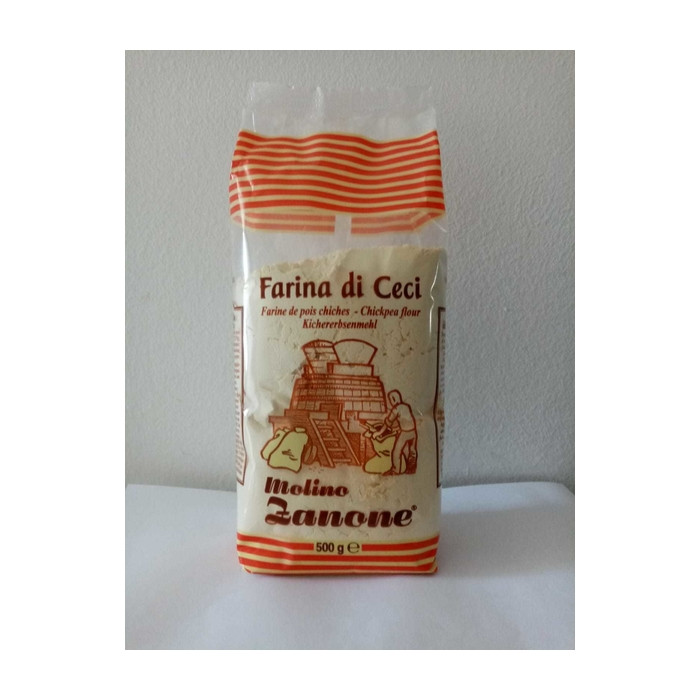 Farina di Ceci
Farine de pois chiches - Chickpea flour
Kichererbsenmehl
Molino
Zanone®
500 g ℮